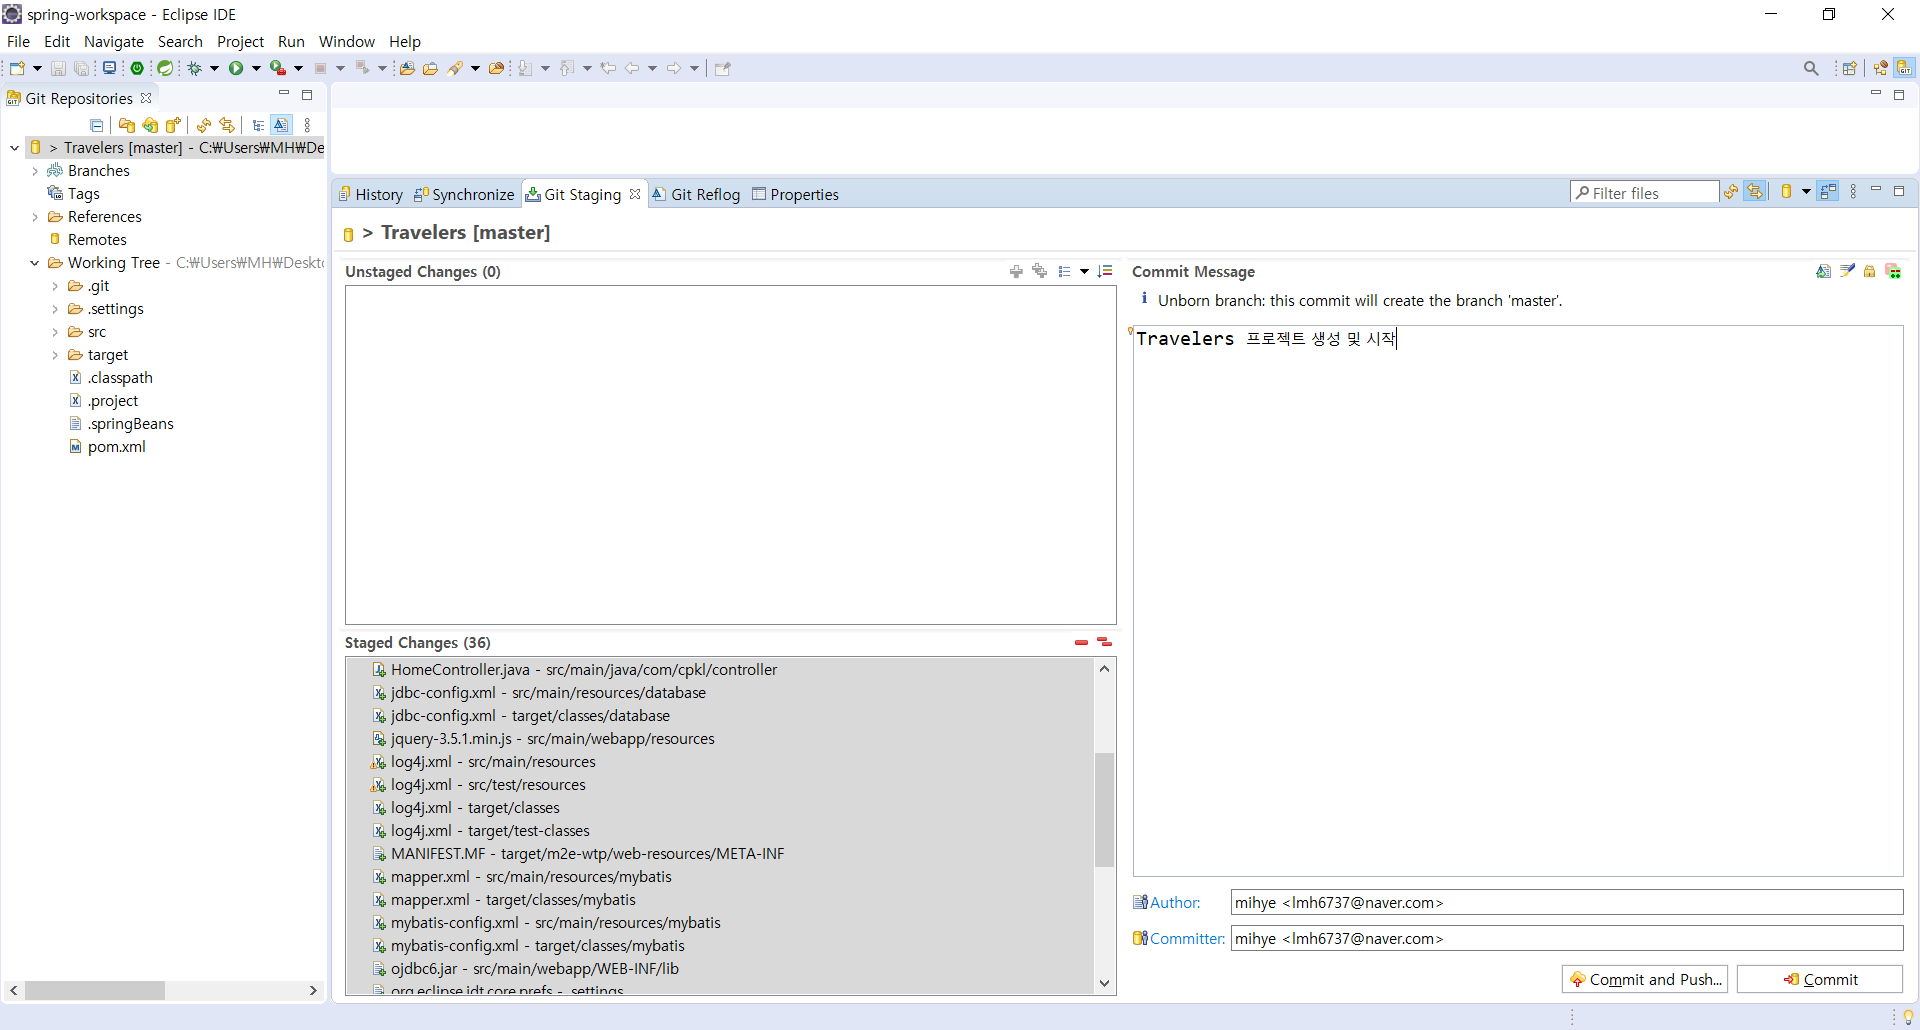 spring-workspace - Eclipse IDE
File Edit Navigate Search Project Run Window Help
Git Repositories
> Travelers [master] - C:₩Users₩MH₩De
Branches
Tags
References
Remotes
Working Tree - C:₩Users₩MH₩Deskto
.git
.settings
src
target
.classpath
.project
.springBeans
pom.xml
History Synchronize Git Staging Git Reflog Properties
Filter files
> Travelers [master]
Unstaged Changes (0)
Staged Changes (36)
HomeController.java - src/main/java/com/cpkl/controller
jdbc-config.xml - src/main/resources/database
jdbc-config.xml - target/classes/database
jquery-3.5.1.min.js - src/main/webapp/resources
log4j.xml - src/main/resources
log4j.xml - src/test/resources
log4j.xml - target/classes
log4j.xml - target/test-classes
MANIFEST.MF - target/m2e-wtp/web-resources/META-INF
mapper.xml - src/main/resources/mybatis
mapper.xml - target/classes/mybatis
mybatis-config.xml - src/main/resources/mybatis
mybatis-config.xml - target/classes/mybatis
ojdbc6.jar - src/main/webapp/WEB-INF/lib
org.eclipse.jdt.core.prefs - .settings
Commit Message
Unborn branch: this commit will create the branch 'master'.
Travelers 프로젝트 생성 및 시작
Author: mihye <lmh6737@naver.com>
Committer: mihye <lmh6737@naver.com>
Commit and Push... Commit